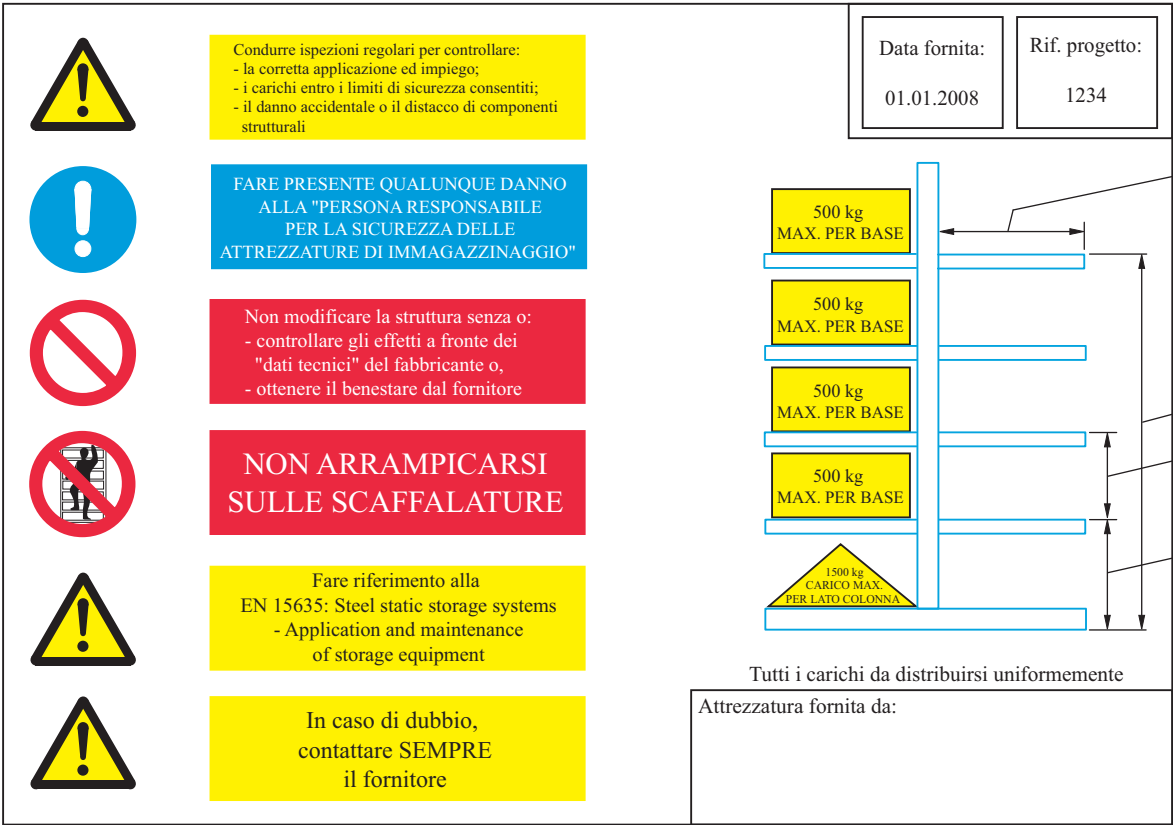 Condurre ispezioni regolari per controllare:
- la corretta applicazione ed impiego;
- i carichi entro i limiti di sicurezza consentiti;
- il danno accidentale o il distacco di componenti
strutturali
FARE PRESENTE QUALUNQUE DANNO
ALLA "PERSONA RESPONSABILE
PER LA SICUREZZA DELLE
ATTREZZATURE DI IMMAGAZZINAGGIO"
Non modificare la struttura senza o:
- controllare gli effetti a fronte dei
"dati tecnici" del fabbricante o,
- ottenere il benestare dal fornitore
NON ARRAMPICARSI
SULLE SCAFFALATURE
Fare riferimento alla
EN 15635: Steel static storage systems
- Application and maintenance
of storage equipment
In caso di dubbio,
contattare SEMPRE
il fornitore
Data fornita:
01.01.2008
Rif. progetto:
1234
500 kg
MAX. PER BASE
500 kg
MAX. PER BASE
500 kg
MAX. PER BASE
500 kg
MAX. PER BASE
1500 kg
CARICO MAX.
PER LATO COLONNA
Tutti i carichi da distribuirsi uniformemente
Attrezzatura fornita da: